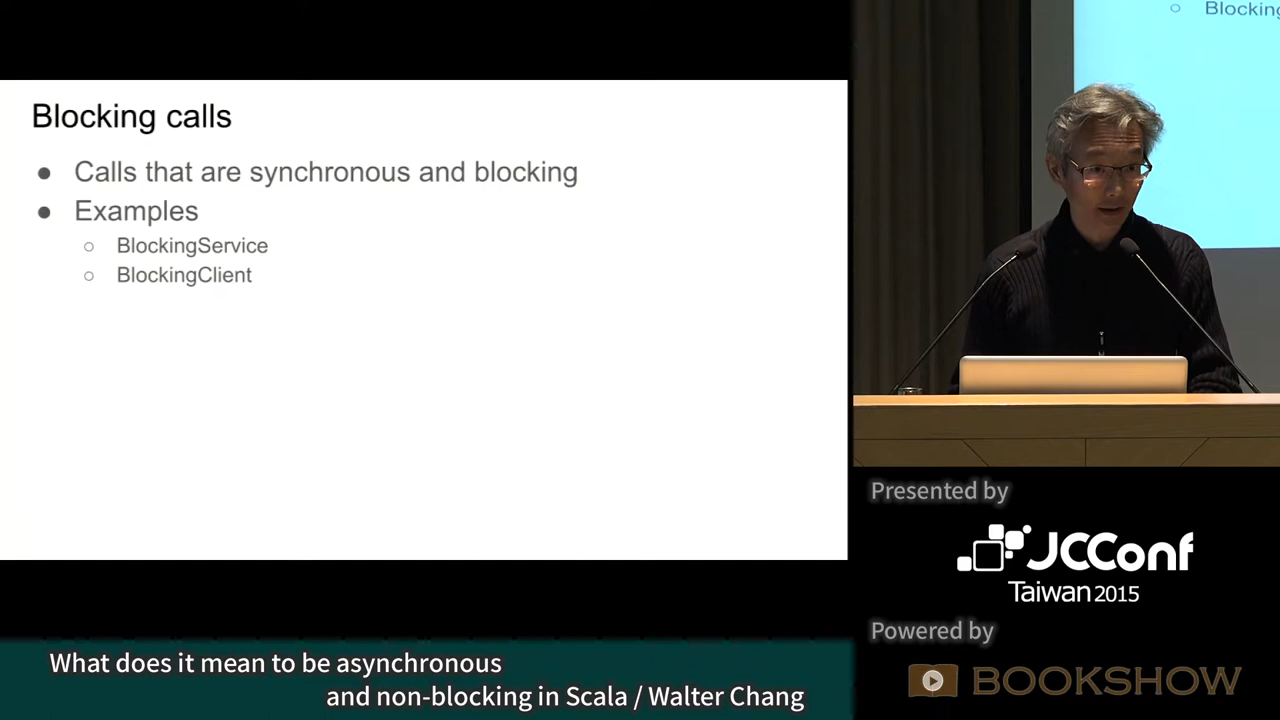 Blocking calls
● Calls that are synchronous and blocking
● Examples
○ BlockingService
○ BlockingClient
○ Blocking
Presented by
JCConf
Taiwan 2015
Powered by
BOOKSHOW
What does it mean to be asynchronous
and non-blocking in Scala / Walter Chang